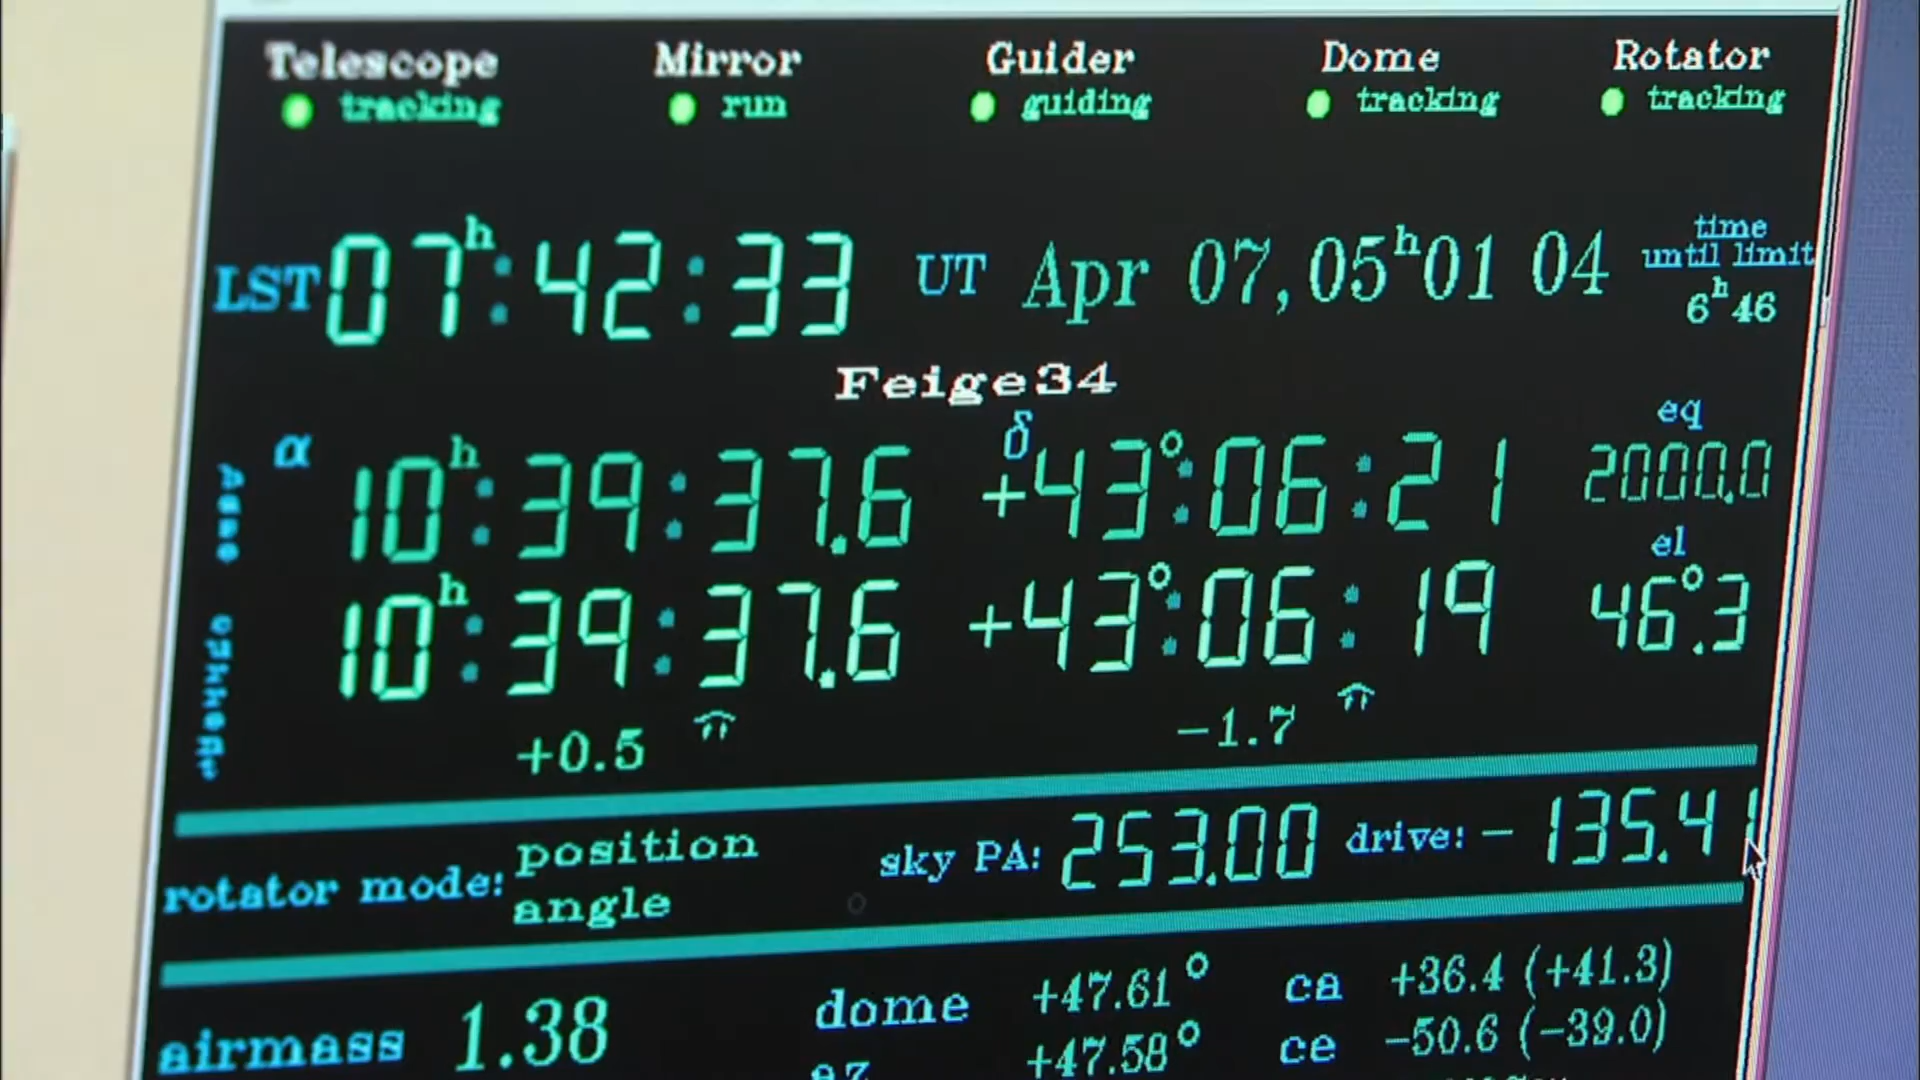 Telescope Mirror Guider Dome Rotator
tracking run guiding tracking tracking
LST 07h:42:33 UT Apr 07, 05h01 04 time until limit 6h46
Feige34
α δ eq
10h:39:37.6 +43°:06:21 2000.0
el
10h:39:37.6 +43°:06:19 46°.3
+0.5 -1.7
rotator mode: position angle sky PA: 253.00 drive: -135.41
airmass 1.38 dome +47.61° ca +36.4 (+41.3)
az +47.58° ce -50.6 (-39.0)